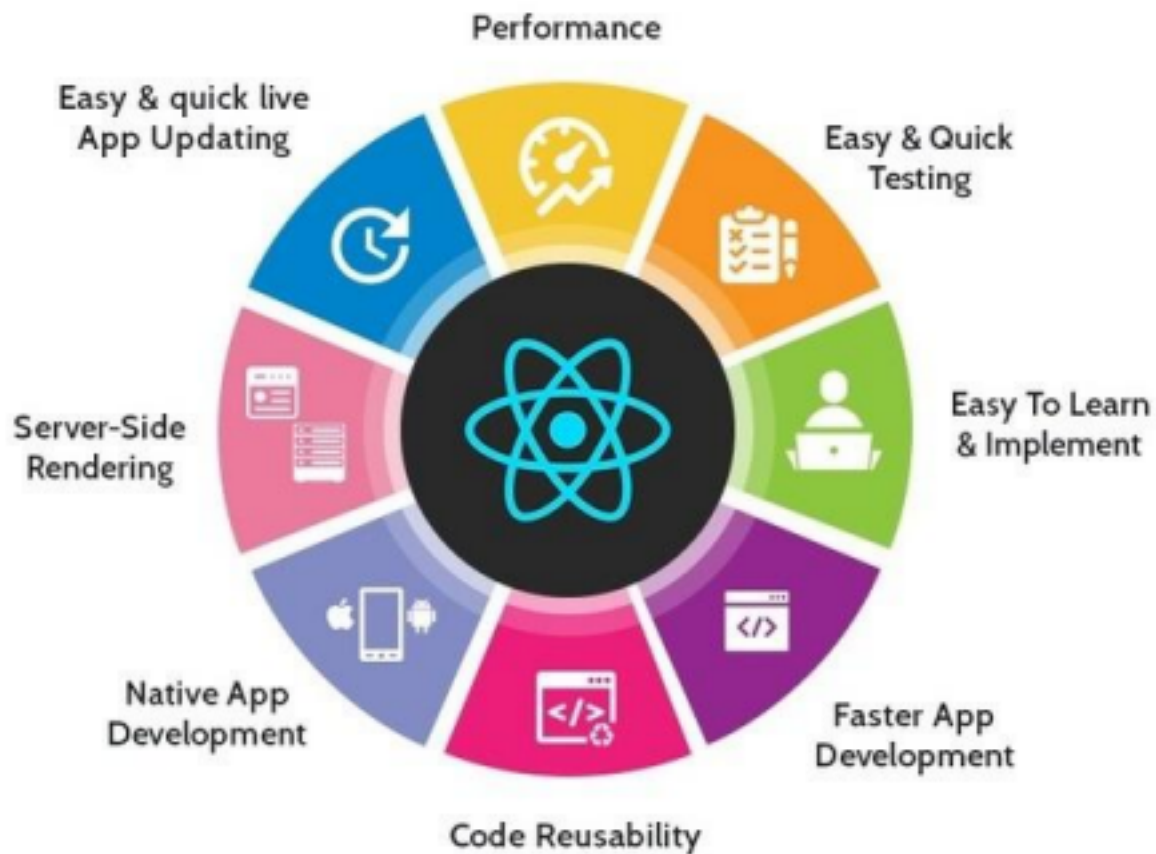 Performance
Easy & quick live
App Updating
Easy & Quick
Testing
Server-Side
Rendering
Easy To Learn
& Implement
</>
Native App
Development
</>
Faster App
Development
Code Reusability